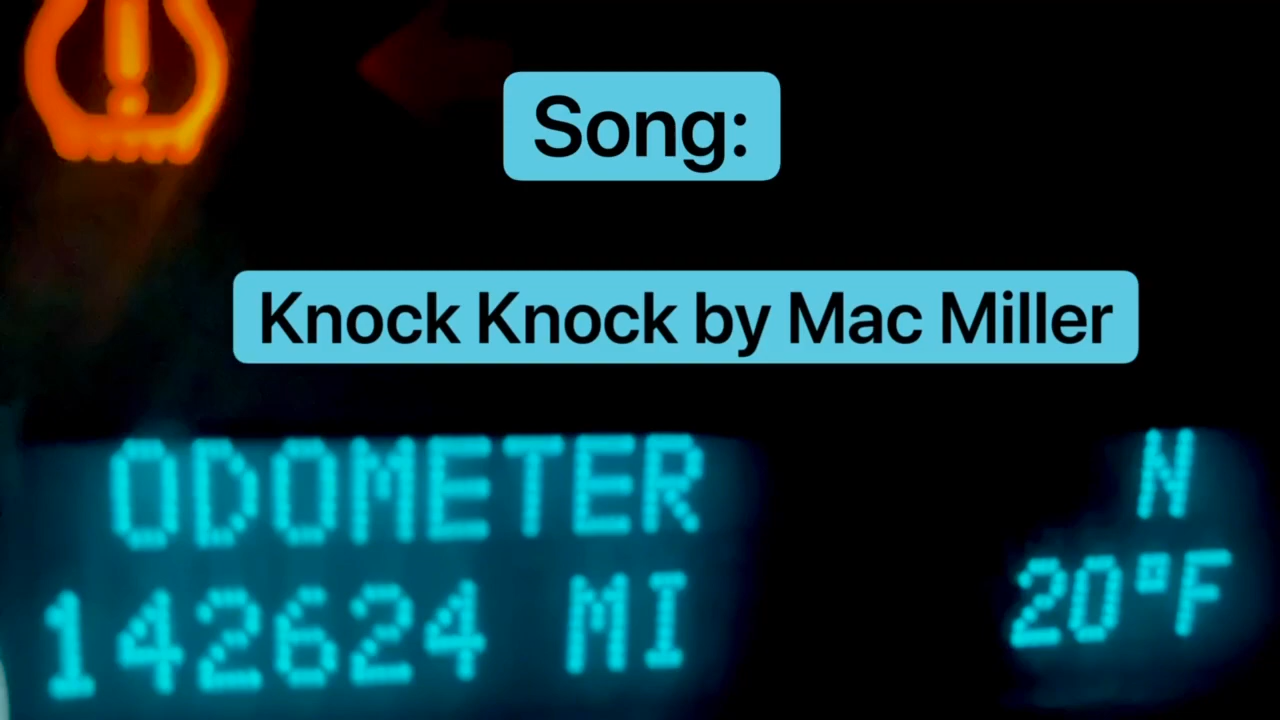 Song:
Knock Knock by Mac Miller
ODOMETER
N
142624 MI
20°F